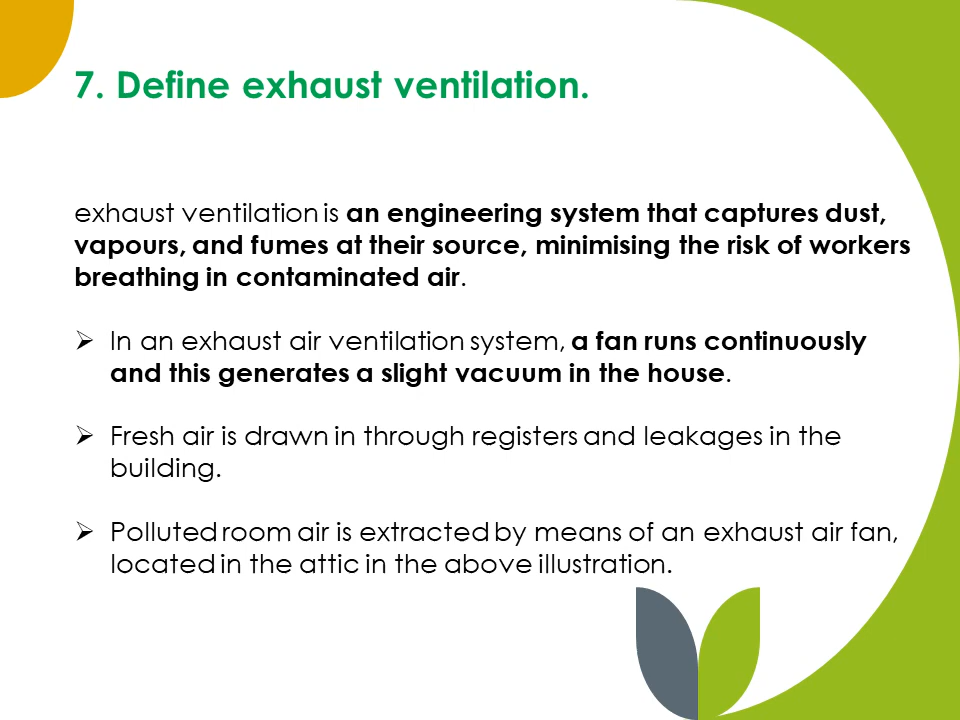 7. Define exhaust ventilation.
exhaust ventilation is an engineering system that captures dust,
vapours, and fumes at their source, minimising the risk of workers
breathing in contaminated air.
➢ In an exhaust air ventilation system, a fan runs continuously
and this generates a slight vacuum in the house.
➢ Fresh air is drawn in through registers and leakages in the
building.
➢ Polluted room air is extracted by means of an exhaust air fan,
located in the attic in the above illustration.